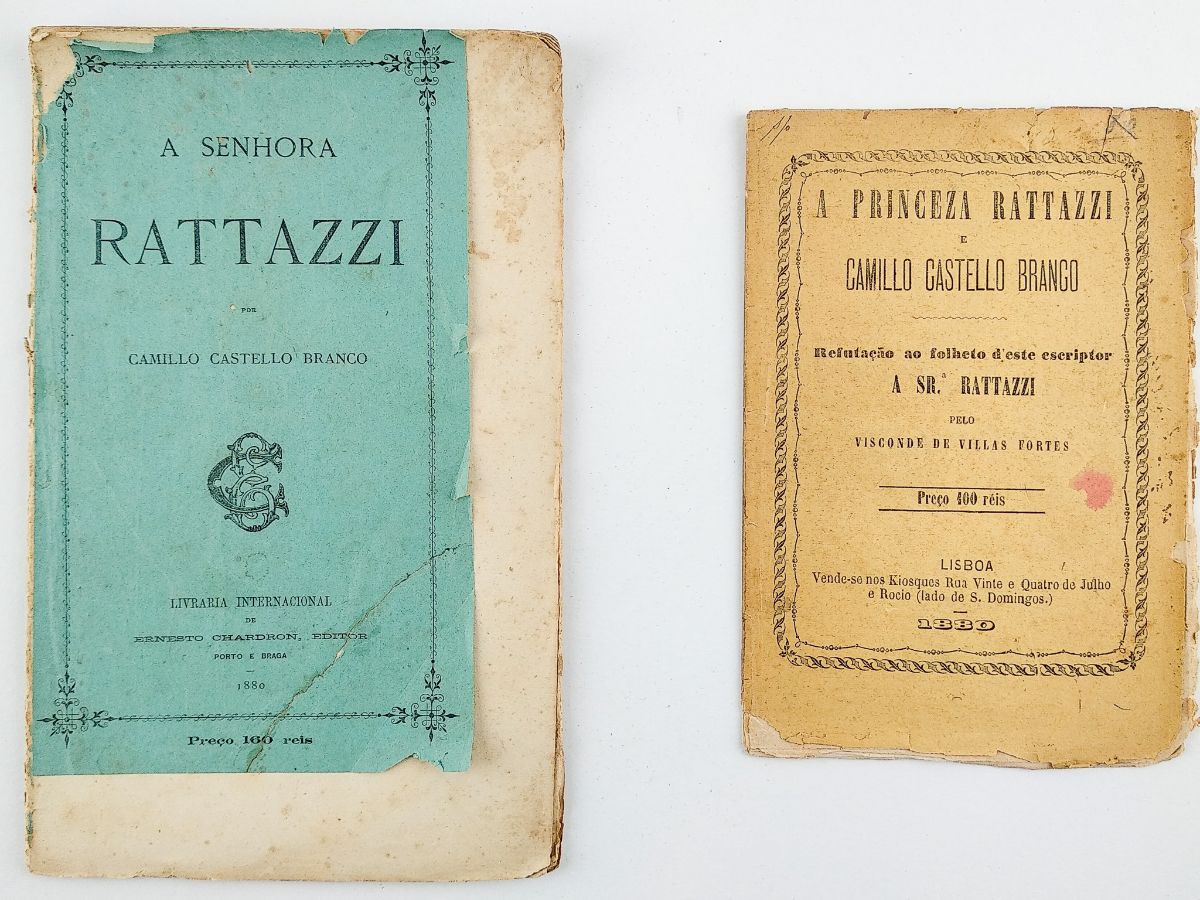 A SENHORA
RATTAZZI
POR
CAMILLO CASTELLO BRANCO
LIVRARIA INTERNACIONAL
DE
ERNESTO CHARDRON, EDITOR
PORTO E BRAGA
1880
Preço 160 reis
A PRINCEZA RATTAZZI
E
CAMILLO CASTELLO BRANCO
Refutação ao folheto d'este escriptor
A SR.ª RATTAZZI
PELO
VISCONDE DE VILLAS FORTES
Preço 100 réis
LISBOA
Vende-se nos Kiosques Rua Vinte e Quatro de Julho
e Rocio (lado de S. Domingos.)
1880